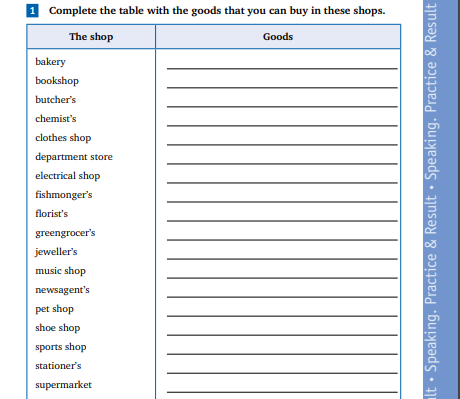 1 Complete the table with the goods that you can buy in these shops.
The shop Goods
bakery
bookshop
butcher's
chemist's
clothes shop
department store
electrical shop
fishmonger's
florist's
greengrocer's
jeweller's
music shop
newsagent's
pet shop
shoe shop
sports shop
stationer's
supermarket
lt • Speaking. Practice & Result • Speaking. Practice & Result